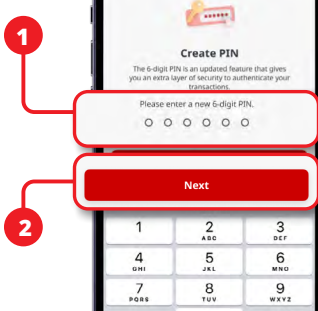 1
Create PIN
The 6-digit PIN is an updated feature that gives
you an extra layer of security to authenticate your
transactions.
Please enter a new 6-digit PIN.
Next
2
1
2
ABC
3
DEF
4
GHI
5
JKL
6
MNO
7
PQRS
8
TUV
9
WXYZ